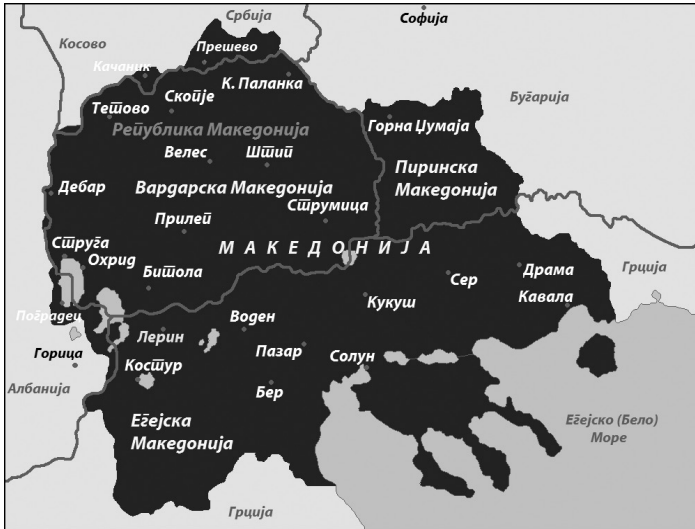 Србија
Софија
Косово
Прешево
Качаник
К. Паланка
Скопје
Тетово
Бугарија
Горна Џумаја
Република Македонија
Велес
Штип
Пиринска
Македонија
Дебар
Вардарска Македонија
Струмица
Прилеп
Струга
МАКЕДОНИЈА
Охрид
Битола
Сер
Драма
Грција
Кукуш
Кавала
Поградец
Лерин
Воден
Горица
Пазар
Солун
Костур
Албанија
Бер
Егејска
Македонија
Егејско (Бело)
Море
Грција